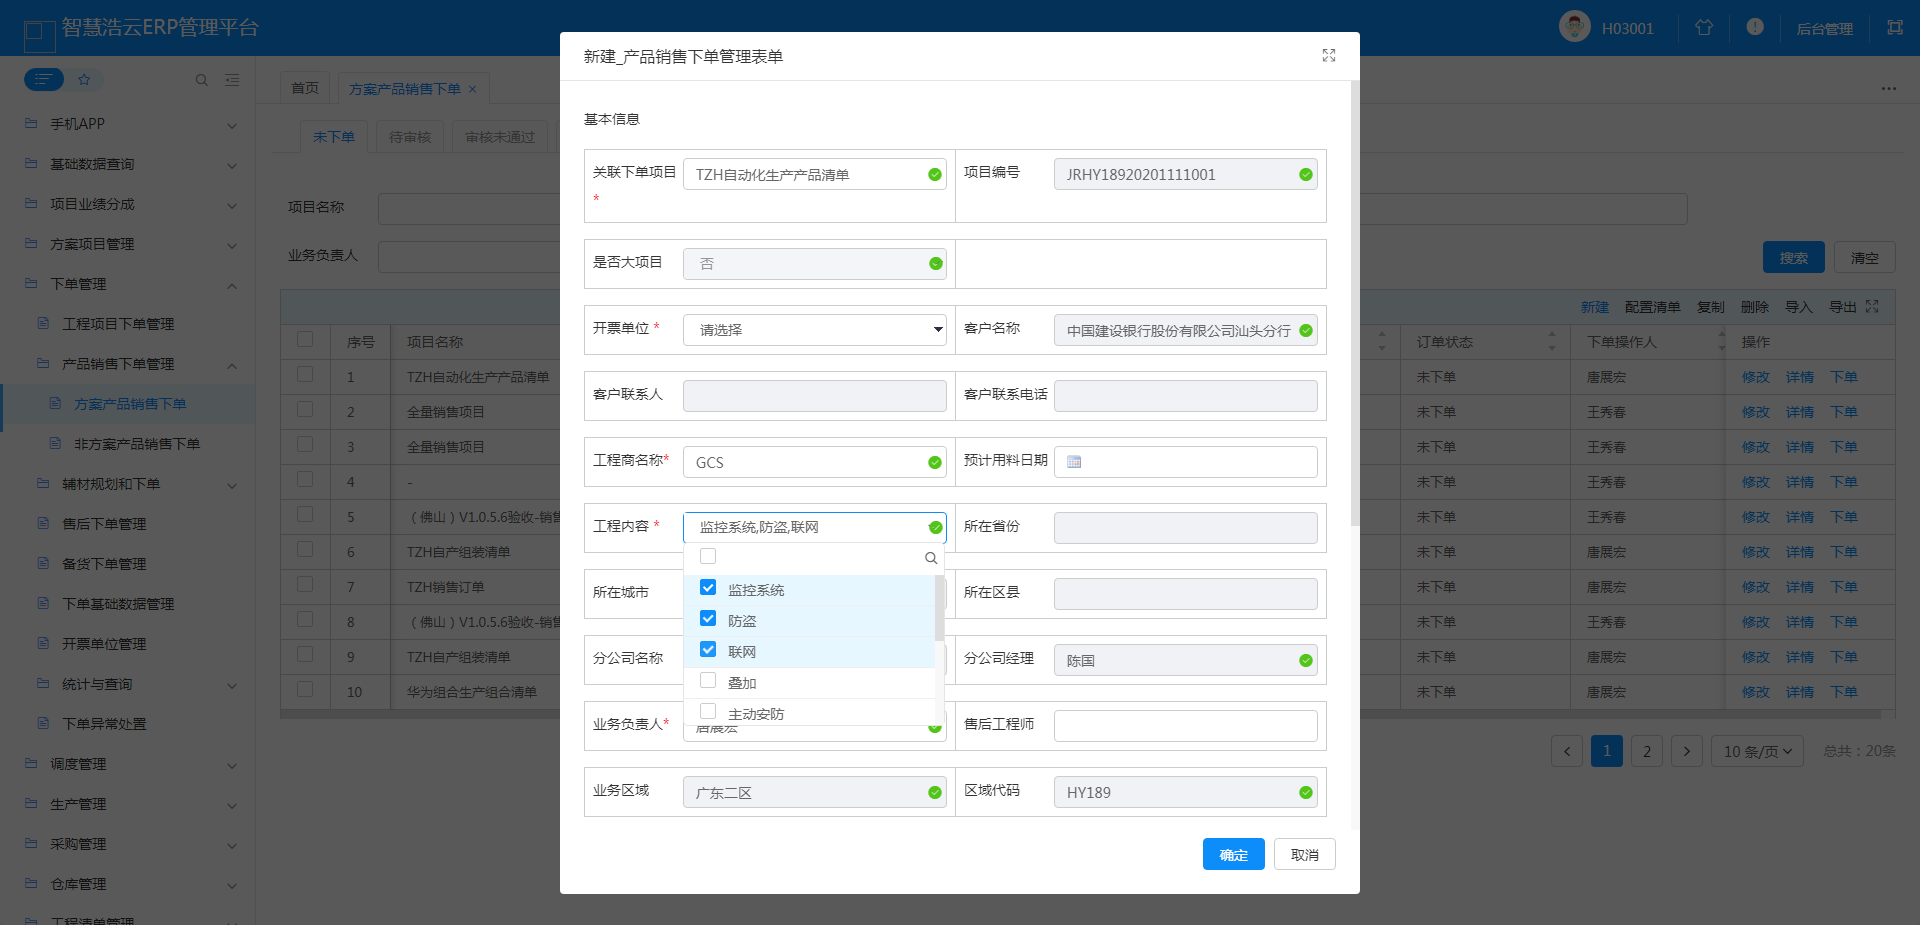 智慧浩云ERP管理平台
H03001
后台管理
首页
方案产品销售下单 ×
未下单
待审核
审核未通过
手机APP
基础数据查询
项目业绩分成
方案项目管理
下单管理
工程项目下单管理
产品销售下单管理
方案产品销售下单
非方案产品销售下单
辅材规划和下单
售后下单管理
备货下单管理
下单基础数据管理
开票单位管理
统计与查询
下单异常处置
调度管理
生产管理
采购管理
仓库管理
工程清单管理
项目名称
业务负责人
搜索
清空
新建 配置清单 复制 删除 导入 导出
序号 项目名称 订单状态 下单操作人 操作
1 TZH自动化生产产品清单 未下单 唐展宏 修改 详情 下单
2 全量销售项目 未下单 王秀春 修改 详情 下单
3 全量销售项目 未下单 王秀春 修改 详情 下单
4 - 未下单 王秀春 修改 详情 下单
5 （佛山）V1.0.5.6验收-销售 未下单 王秀春 修改 详情 下单
6 TZH自产组装清单 未下单 唐展宏 修改 详情 下单
7 TZH销售订单 未下单 唐展宏 修改 详情 下单
8 （佛山）V1.0.5.6验收-销售 未下单 王秀春 修改 详情 下单
9 TZH自产组装清单 未下单 唐展宏 修改 详情 下单
10 华为组合生产组合清单 未下单 唐展宏 修改 详情 下单
1 2 10 条/页 总共：20条
新建_产品销售下单管理表单
基本信息
关联下单项目 * TZH自动化生产产品清单
项目编号 JRHY18920201111001
是否大项目 否
开票单位 * 请选择
客户名称 中国建设银行股份有限公司汕头分行
客户联系人
客户联系电话
工程商名称* GCS
预计用料日期
工程内容 * 监控系统,防盗,联网
所在省份
监控系统
防盗
联网
叠加
主动安防
所在城市
所在区县
分公司名称
分公司经理 陈国
业务负责人* 唐展宏
售后工程师
业务区域 广东二区
区域代码 HY189
确定
取消